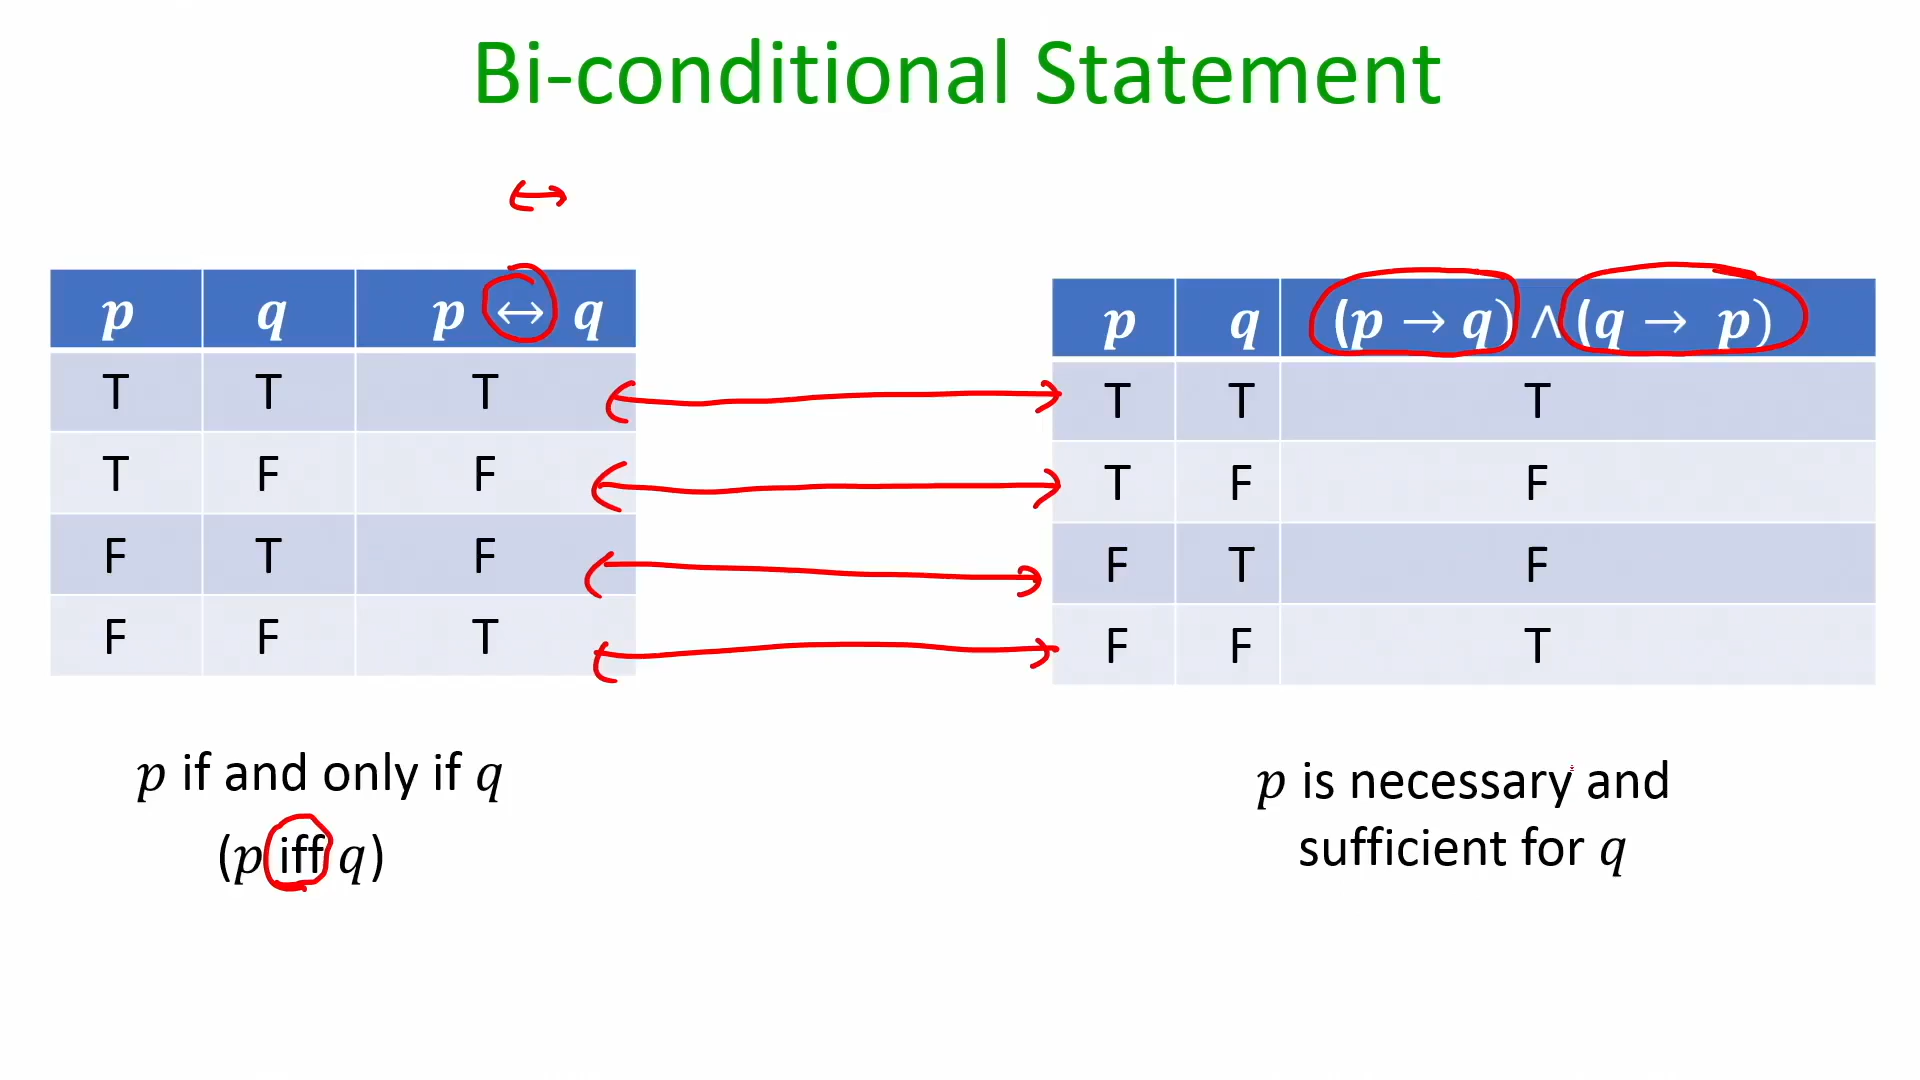 Bi-conditional Statement
↔
p q p ↔ q
T T T
T F F
F T F
F F T
p q (p → q) ∧ (q → p)
T T T
T F F
F T F
F F T
p if and only if q
(p iff q)
p is necessary and
sufficient for q